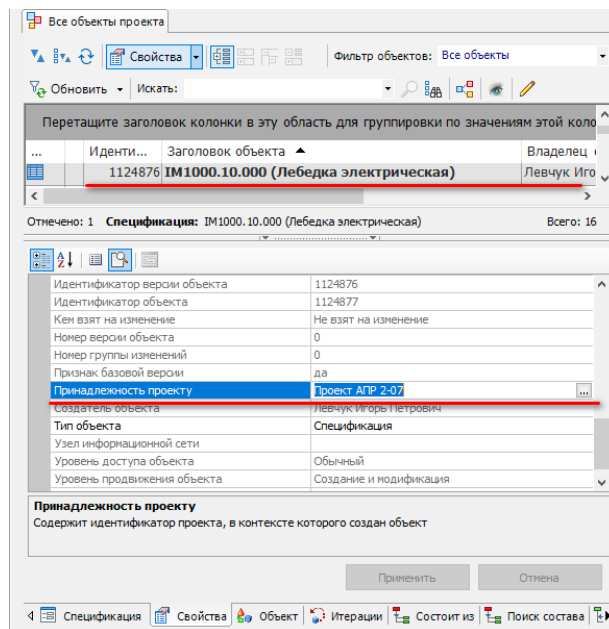 Все объекты проекта
Свойства Фильтр объектов: Все объекты
Обновить Искать:
Перетащите заголовок колонки в эту область для группировки по значениям этой коло
... Иденти... Заголовок объекта Владелец
1124876 IM1000.10.000 (Лебедка электрическая) Левчук Иго
Отмечено: 1 Спецификация: IM1000.10.000 (Лебедка электрическая) Всего: 16
Идентификатор версии объекта 1124876
Идентификатор объекта 1124877
Кем взят на изменение Не взят на изменение
Номер версии объекта 0
Номер группы изменений 0
Признак базовой версии да
Принадлежность проекту Проект АПР 2-07 ...
Создатель объекта Левчук Игорь Петрович
Тип объекта Спецификация
Узел информационной сети
Уровень доступа объекта Обычный
Уровень продвижения объекта Создание и модификация
Принадлежность проекту
Содержит идентификатор проекта, в контексте которого создан объект
Применить Отмена
Спецификация Свойства Объект Итерации Состоит из Поиск состава